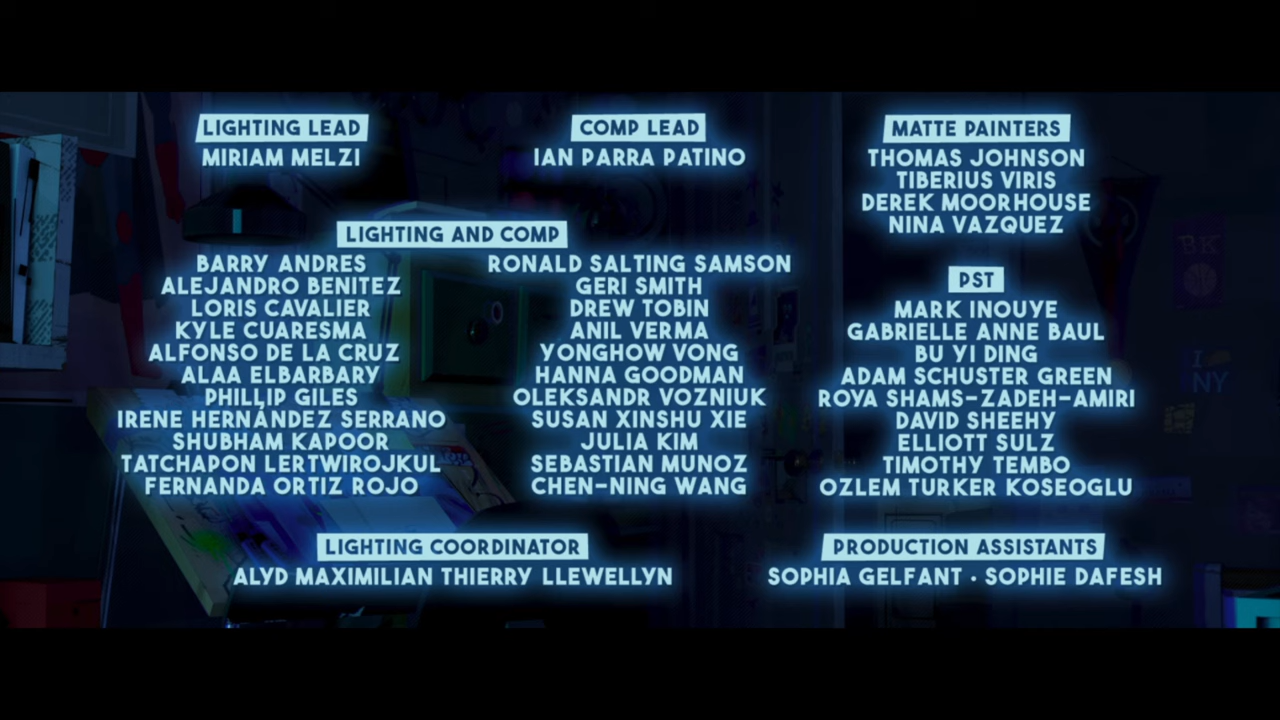 LIGHTING LEAD
MIRIAM MELZI
COMP LEAD
IAN PARRA PATINO
MATTE PAINTERS
THOMAS JOHNSON
TIBERIUS VIRIS
DEREK MOORHOUSE
NINA VAZQUEZ
LIGHTING AND COMP
BARRY ANDRES
ALEJANDRO BENITEZ
LORIS CAVALIER
KYLE CUARESMA
ALFONSO DE LA CRUZ
ALAA ELBARBARY
PHILLIP GILES
IRENE HERNÁNDEZ SERRANO
SHUBHAM KAPOOR
TATCHAPON LERTWIROJKUL
FERNANDA ORTIZ ROJO
RONALD SALTING SAMSON
GERI SMITH
DREW TOBIN
ANIL VERMA
YONGHOW VONG
HANNA GOODMAN
OLEKSANDR VOZNIUK
SUSAN XINSHU XIE
JULIA KIM
SEBASTIAN MUNOZ
CHEN-NING WANG
PST
MARK INOUYE
GABRIELLE ANNE BAUL
BU YI DING
ADAM SCHUSTER GREEN
ROYA SHAMS-ZADEH-AMIRI
DAVID SHEEHY
ELLIOTT SULZ
TIMOTHY TEMBO
OZLEM TURKER KOSEOGLU
LIGHTING COORDINATOR
ALYD MAXIMILIAN THIERRY LLEWELLYN
PRODUCTION ASSISTANTS
SOPHIA GELFANT • SOPHIE DAFESH
BK
I
NY